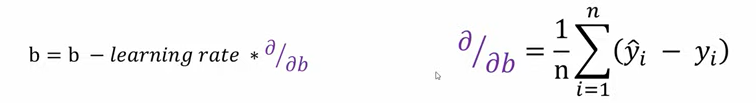 b = b − learning rate * ∂/∂b
∂/∂b = 1/n ∑_{i=1}^{n} (ŷ_i − y_i)